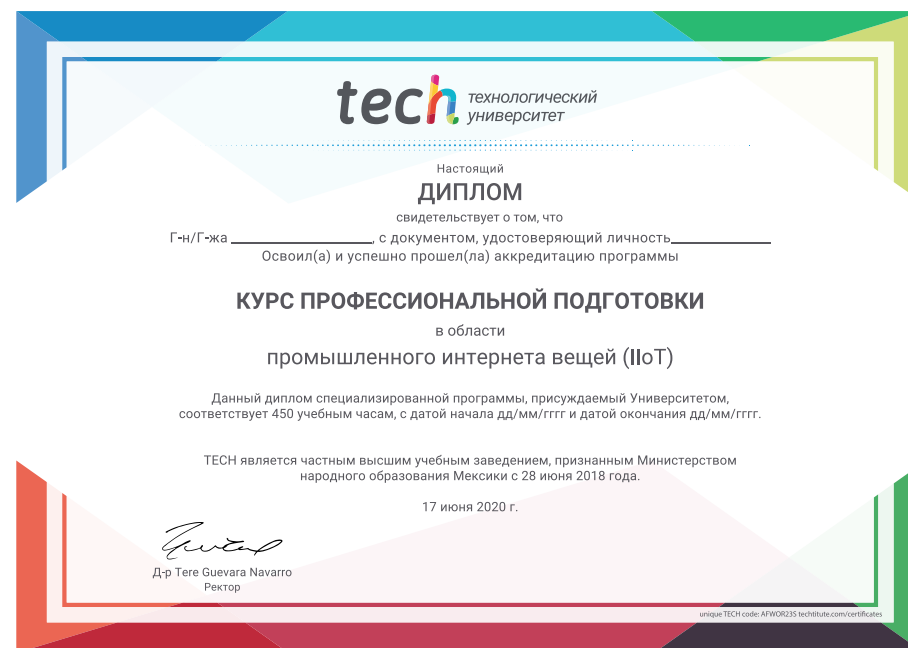 tech технологический
университет
Настоящий
ДИПЛОМ
свидетельствует о том, что
Г-н/Г-жа ____________________, с документом, удостоверяющий личность______________
Освоил(а) и успешно прошел(ла) аккредитацию программы
КУРС ПРОФЕССИОНАЛЬНОЙ ПОДГОТОВКИ
в области
промышленного интернета вещей (IIoT)
Данный диплом специализированной программы, присуждаемый Университетом,
соответствует 450 учебным часам, с датой начала дд/мм/гггг и датой окончания дд/мм/гггг.
TECH является частным высшим учебным заведением, признанным Министерством
народного образования Мексики с 28 июня 2018 года.
17 июня 2020 г.
Д-р Tere Guevara Navarro
Ректор
unique TECH code: AFWOR23S techtitute.com/certificates